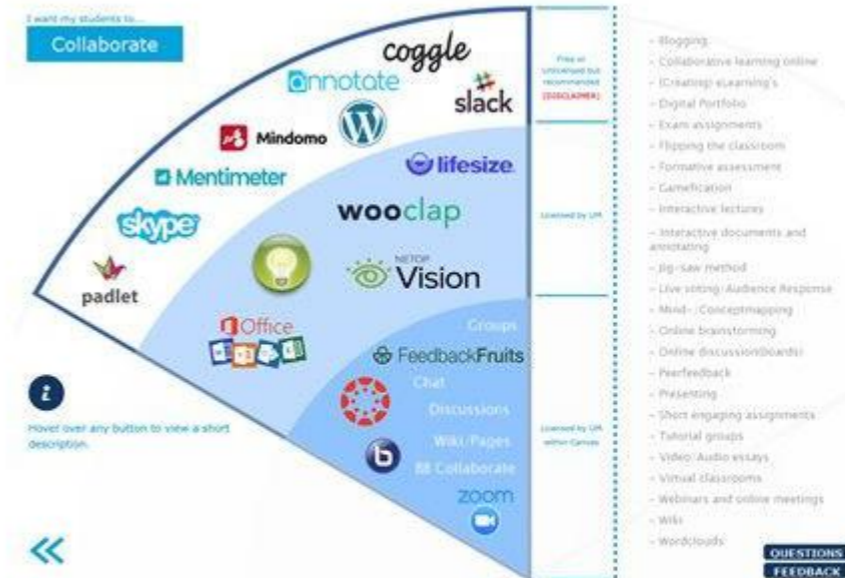 I want my students to...
Collaborate
coggle
annotate
slack
Mindomo
Mentimeter
skype
padlet
lifesize
wooclap
NETOP
Vision
Office
Groups
FeedbackFruits
Chat
Discussions
Wiki/Pages
BB Collaborate
zoom
Free or
unlicensed but
recommended
[DISCLAIMER]
Licensed by UM
Licensed by UM
within Canvas
i
Hover over any button to view a short
description.
- Blogging
- Collaborative learning online
- (Creating) eLearning's
- Digital Portfolio
- Exam assignments
- Flipping the classroom
- Formative assessment
- Gamefication
- Interactive lectures
- Interactive documents and
annotating
- Jig-saw method
- Live voting/Audience Response
- Mind-/Conceptmapping
- Online brainstorming
- Online discussion(boards)
- Peerfeedback
- Presenting
- Short engaging assignments
- Tutorial groups
- Video/Audio essays
- Virtual classrooms
- Webinars and online meetings
- Wiki
- Wordclouds
QUESTIONS
FEEDBACK